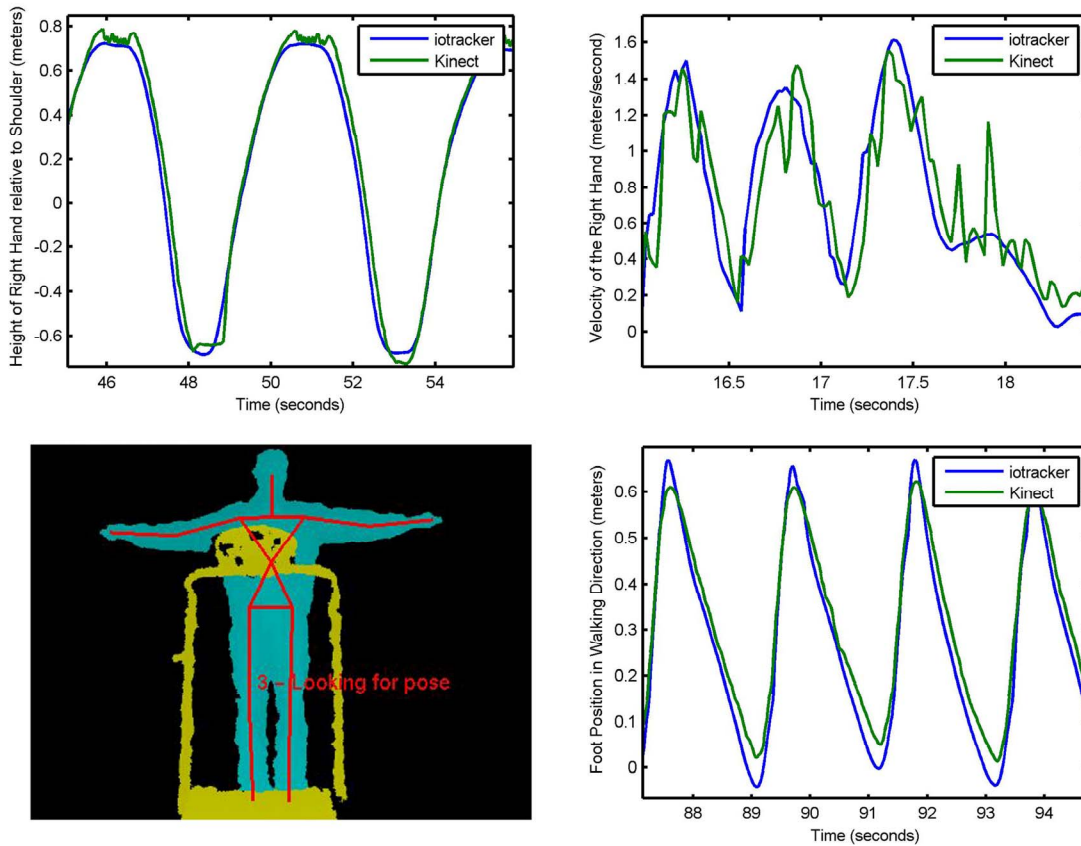 Height of Right Hand relative to Shoulder (meters)
0.8
0.6
0.4
0.2
0
-0.2
-0.4
-0.6
iotracker
Kinect
46 48 50 52 54
Time (seconds)
Velocity of the Right Hand (meters/second)
1.6
1.4
1.2
1
0.8
0.6
0.4
0.2
0
iotracker
Kinect
16.5 17 17.5 18
Time (seconds)
3 - Looking for pose
Foot Position in Walking Direction (meters)
0.6
0.5
0.4
0.3
0.2
0.1
0
iotracker
Kinect
88 89 90 91 92 93 94
Time (seconds)